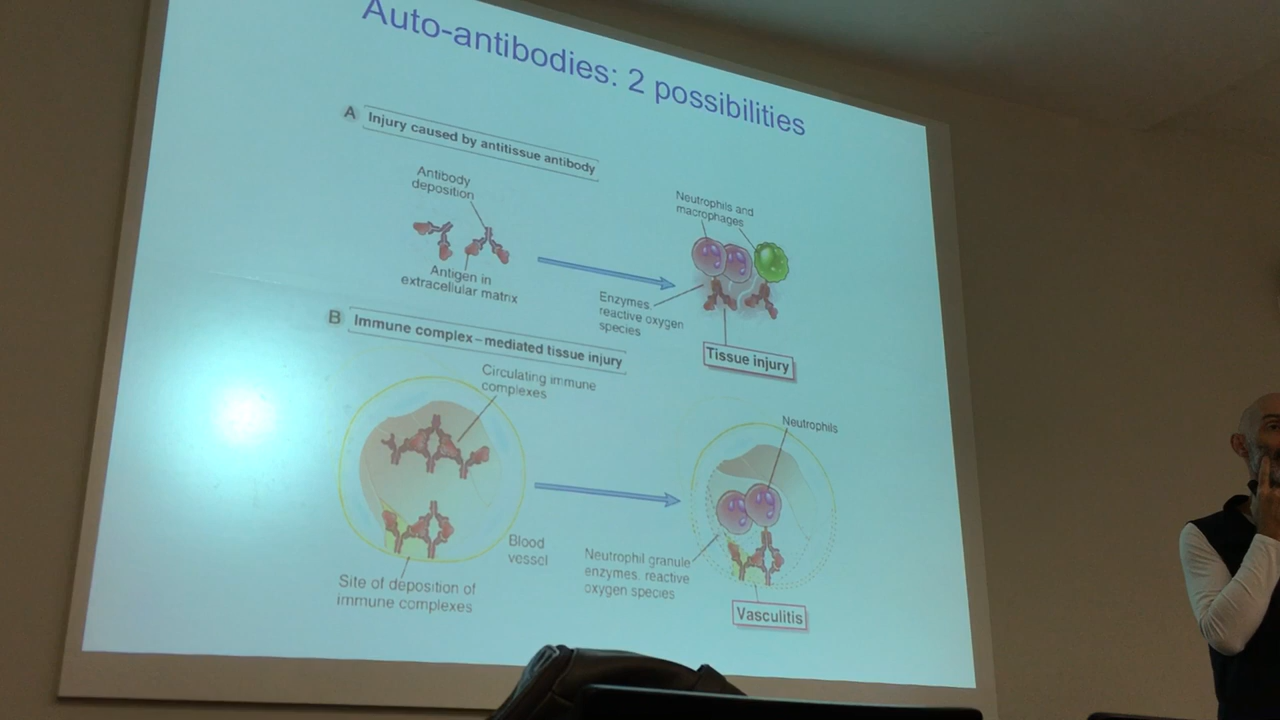 Auto-antibodies: 2 possibilities
A Injury caused by antitissue antibody
Antibody
deposition
Antigen in
extracellular matrix
Neutrophils and
macrophages
Enzymes,
reactive oxygen
species
Tissue injury
B Immune complex–mediated tissue injury
Circulating immune
complexes
Blood
vessel
Site of deposition of
immune complexes
Neutrophils
Neutrophil granule
enzymes, reactive
oxygen species
Vasculitis